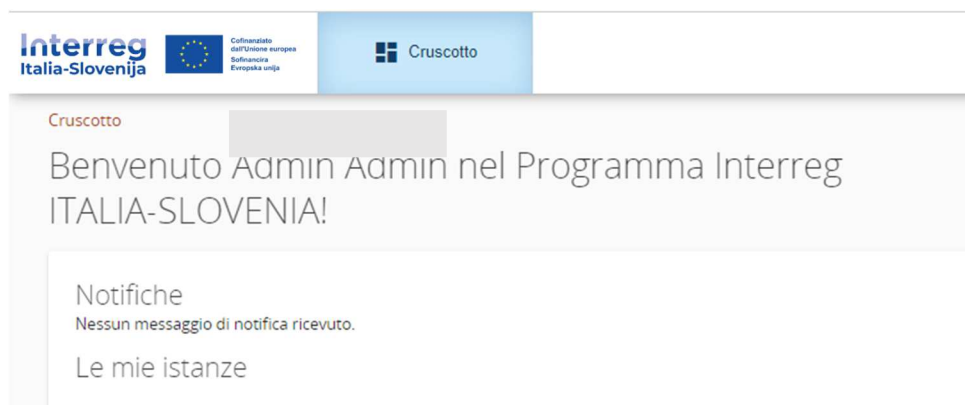 Interreg
Italia-Slovenija
Cofinanziato
dall'Unione europea
Sofinancira
Evropska unija
Cruscotto
Cruscotto
Benvenuto Admin Admin nel Programma Interreg
ITALIA-SLOVENIA!
Notifiche
Nessun messaggio di notifica ricevuto.
Le mie istanze